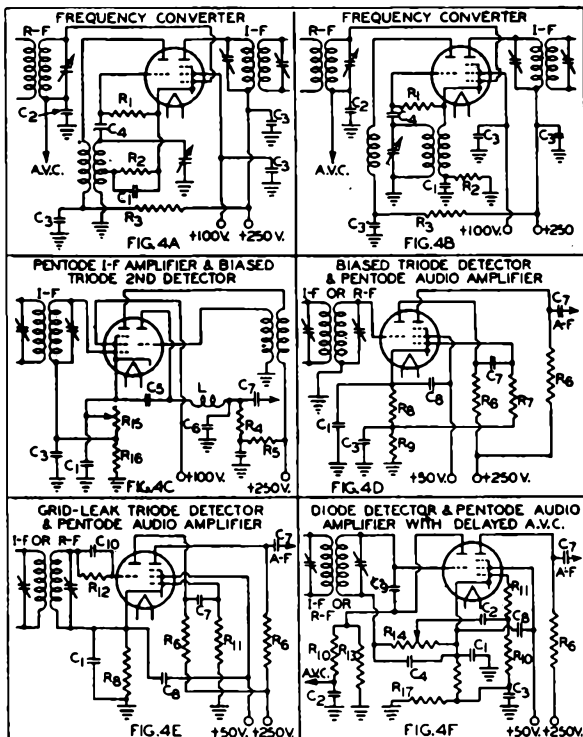 FREQUENCY CONVERTER
R-F
I-F
R1
C4
C2
A.V.C.
R2
C1
C3
C3
C3
R3
+100V. +250V.
FIG. 4A
FREQUENCY CONVERTER
R-F
I-F
R1
C4
C2
A.V.C.
C3
C3
C1
R2
C3
R3
+100V. +250
FIG. 4B
PENTODE I-F AMPLIFIER & BIASED
TRIODE 2ND DETECTOR
I-F
C5
L
C7
R15
C6
R4
C3
C1
R16
R5
+100V. +250V.
FIG. 4C
BIASED TRIODE DETECTOR
& PENTODE AUDIO AMPLIFIER
I-F OR R-F
C7
A-F
C7
R6
C8
R8
R6
R7
C1
C3
R9
+50V. +250V.
FIG. 4D
GRID-LEAK TRIODE DETECTOR
& PENTODE AUDIO AMPLIFIER
I-F OR R-F
C10
C7
A-F
R12
C7
R6
R11
R6
C1
R8
C8
+50V. +250V.
FIG. 4E
DIODE DETECTOR & PENTODE AUDIO
AMPLIFIER WITH DELAYED A.V.C.
C7
A-F
C9
R11
I-F OR
R-F
C2
C8
R6
R14
R10
R13
C1
R10
A.V.C.
C4
C2
R17
C3
+50V. +250V.
FIG. 4F